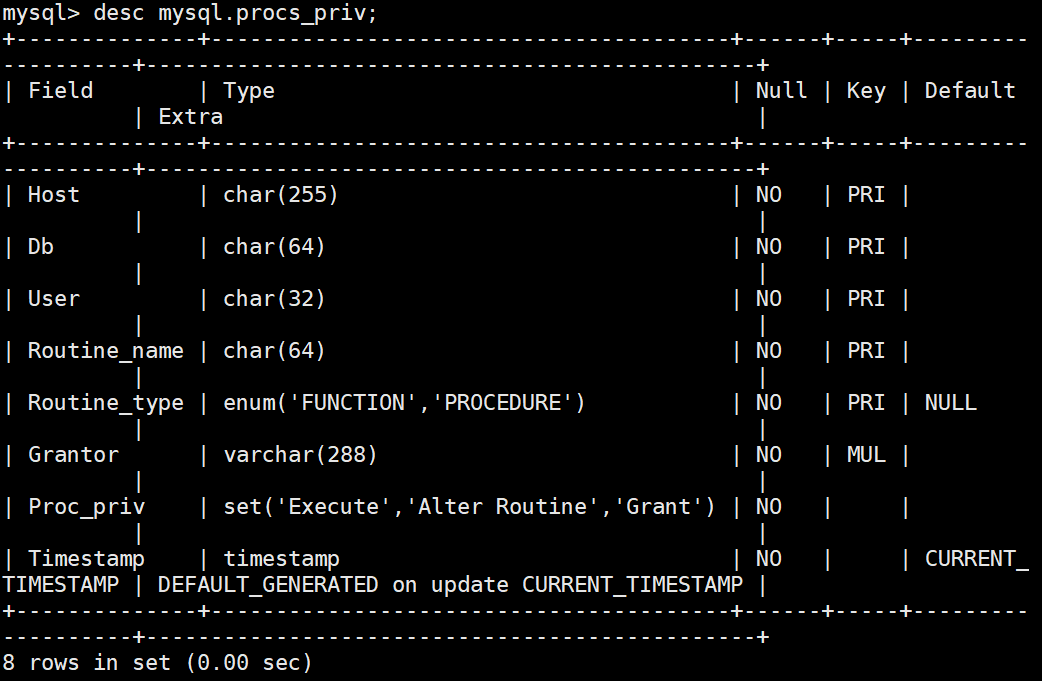 mysql> desc mysql.procs_priv;
+--------------+----------------------------------------+------+-----+---------
----------+-----------------------------------------------+
| Field        | Type                                   | Null | Key | Default 
          | Extra                                         |
+--------------+----------------------------------------+------+-----+---------
----------+-----------------------------------------------+
| Host         | char(255)                              | NO   | PRI |         
          |                                               |
| Db           | char(64)                               | NO   | PRI |         
          |                                               |
| User         | char(32)                               | NO   | PRI |         
          |                                               |
| Routine_name | char(64)                               | NO   | PRI |         
          |                                               |
| Routine_type | enum('FUNCTION','PROCEDURE')           | NO   | PRI | NULL    
          |                                               |
| Grantor      | varchar(288)                           | NO   | MUL |         
          |                                               |
| Proc_priv    | set('Execute','Alter Routine','Grant') | NO   |     |         
          |                                               |
| Timestamp    | timestamp                              | NO   |     | CURRENT_
TIMESTAMP | DEFAULT_GENERATED on update CURRENT_TIMESTAMP |
+--------------+----------------------------------------+------+-----+---------
----------+-----------------------------------------------+
8 rows in set (0.00 sec)